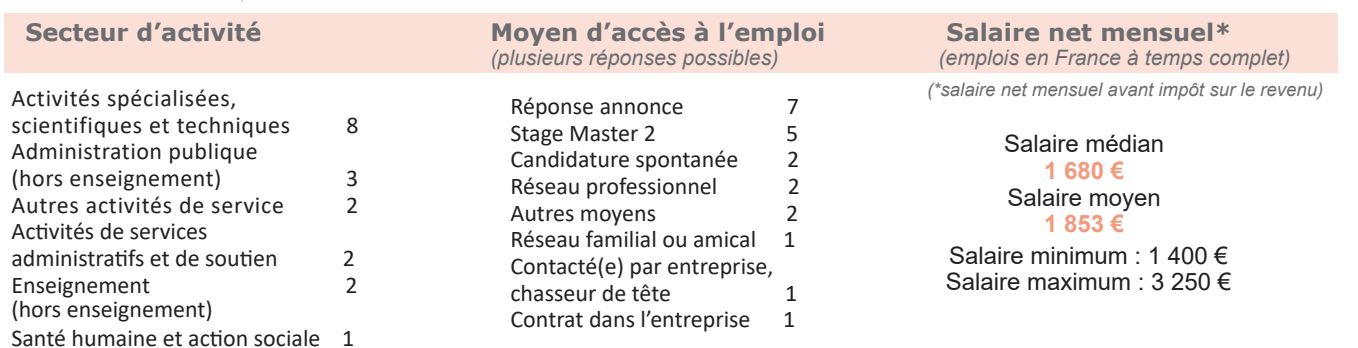 Secteur d’activité
Activités spécialisées,
scientifiques et techniques 8
Administration publique
(hors enseignement) 3
Autres activités de service 2
Activités de services
administratifs et de soutien 2
Enseignement 2
(hors enseignement)
Santé humaine et action sociale 1
Moyen d’accès à l’emploi
(plusieurs réponses possibles)
Réponse annonce 7
Stage Master 2 5
Candidature spontanée 2
Réseau professionnel 2
Autres moyens 2
Réseau familial ou amical 1
Contacté(e) par entreprise,
chasseur de tête 1
Contrat dans l’entreprise 1
Salaire net mensuel*
(emplois en France à temps complet)
(*salaire net mensuel avant impôt sur le revenu)
Salaire médian
1 680 €
Salaire moyen
1 853 €
Salaire minimum : 1 400 €
Salaire maximum : 3 250 €